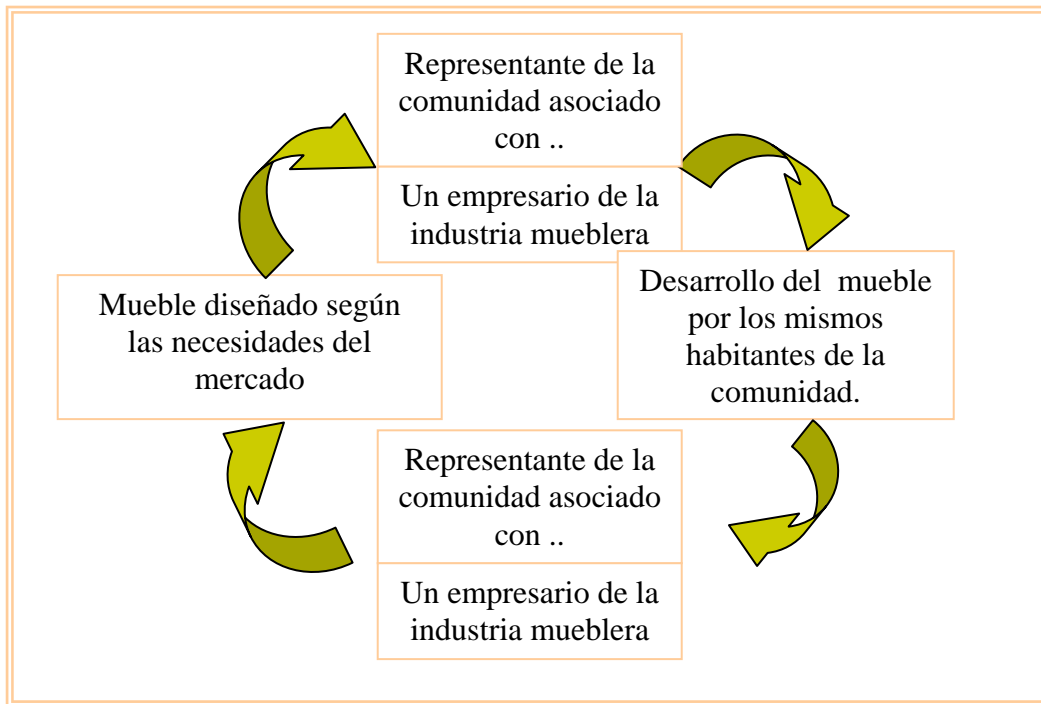 Representante de la
comunidad asociado
con ..
Un empresario de la
industria mueblera
Mueble diseñado según
las necesidades del
mercado
Desarrollo del  mueble
por los mismos
habitantes de la
comunidad.
Representante de la
comunidad asociado
con ..
Un empresario de la
industria mueblera